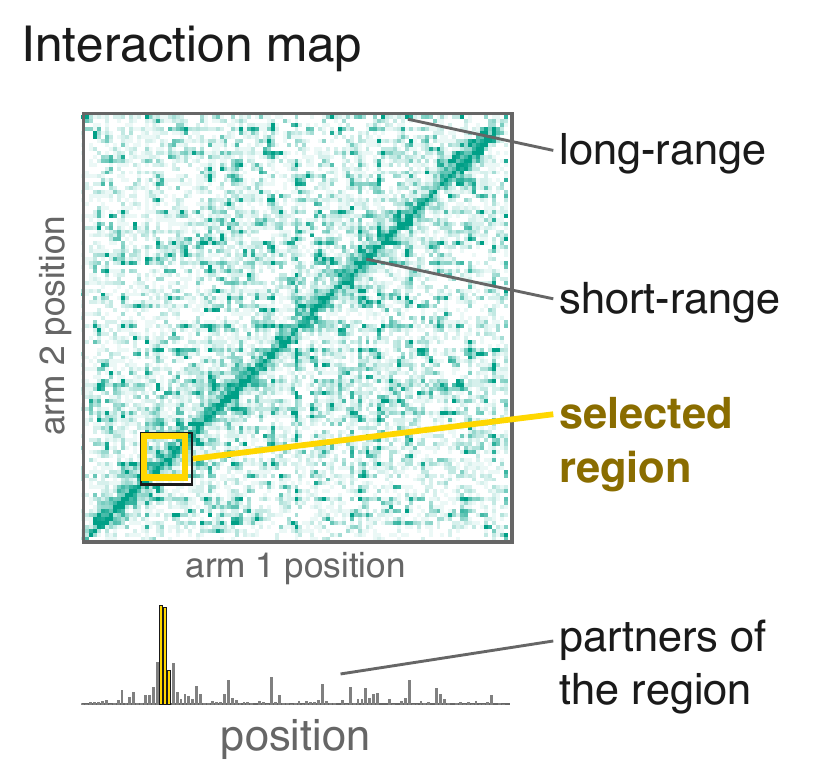 Interaction map
long-range
short-range
arm 2 position
selected
region
arm 1 position
partners of
the region
position